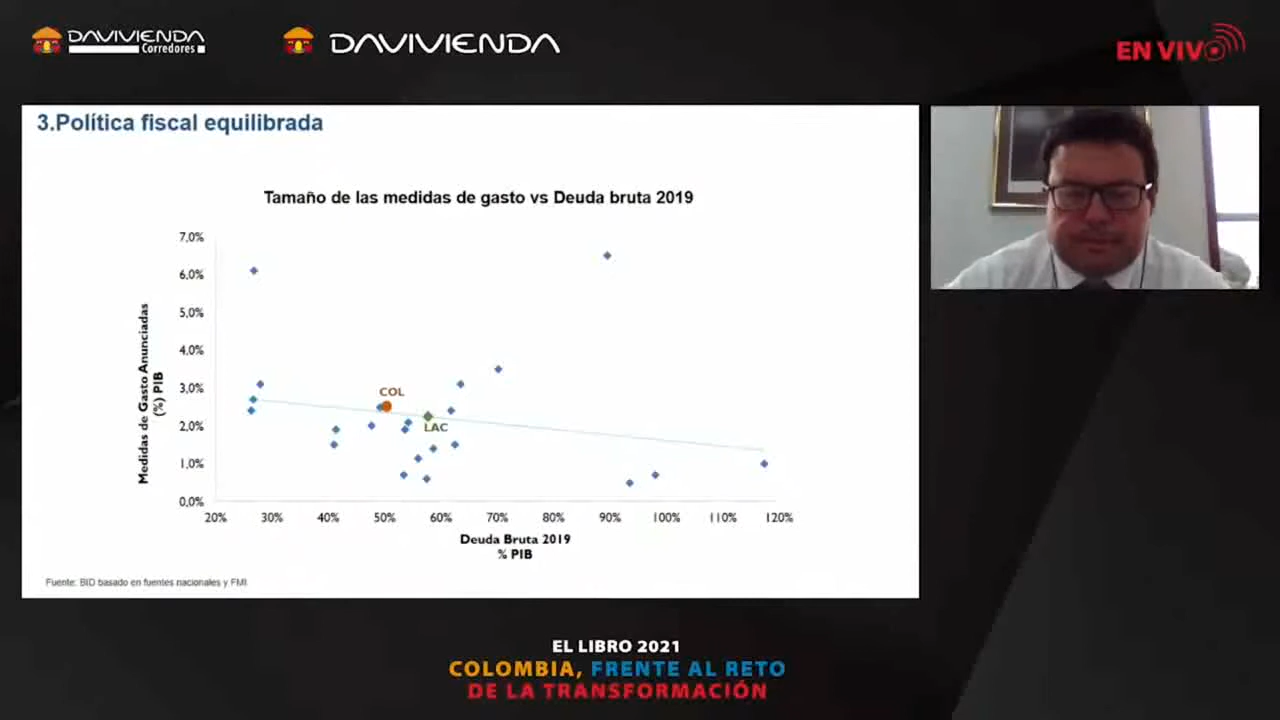 DAVIVIENDA
Corredores
DAVIVIENDA
EN VIVO
3.Política fiscal equilibrada
Tamaño de las medidas de gasto vs Deuda bruta 2019
Medidas de Gasto Anunciadas
(%) PIB
7,0%
6,0%
5,0%
4,0%
3,0%
2,0%
1,0%
0,0%
COL
LAC
20% 30% 40% 50% 60% 70% 80% 90% 100% 110% 120%
Deuda Bruta 2019
% PIB
Fuente: BID basado en fuentes nacionales y FMI
EL LIBRO 2021
COLOMBIA, FRENTE AL RETO
DE LA TRANSFORMACIÓN